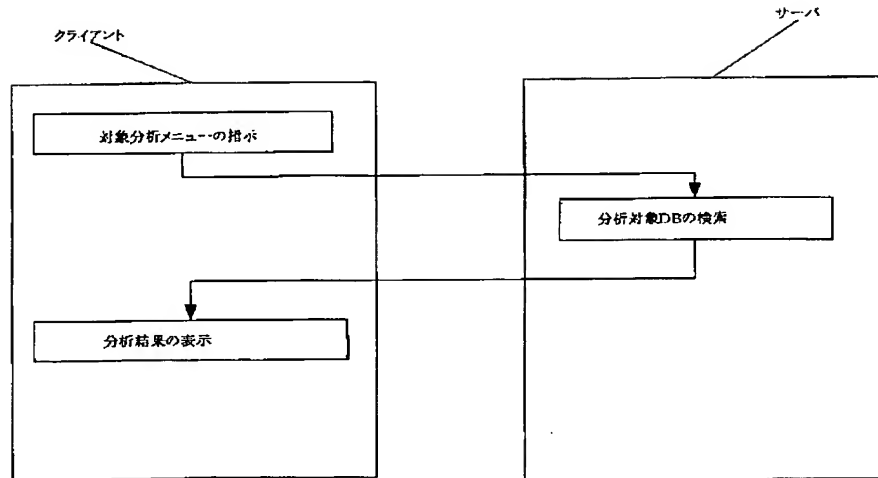 クライアント
サーバ
対象分析メニューの指示
分析対象DBの検索
分析結果の表示